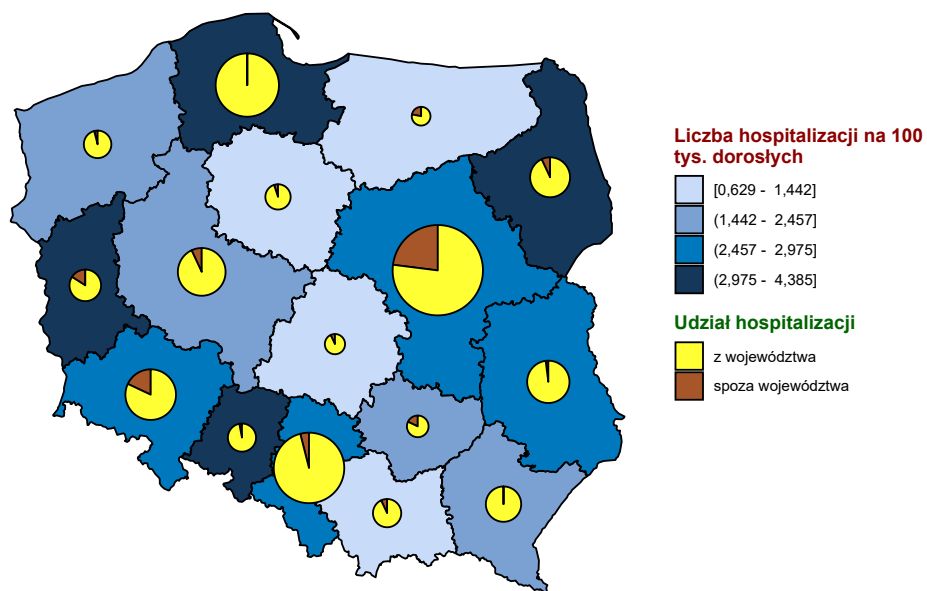 Liczba hospitalizacji na 100
tys. dorosłych
[0,629 - 1,442]
(1,442 - 2,457]
(2,457 - 2,975]
(2,975 - 4,385]
Udział hospitalizacji
z województwa
spoza województwa